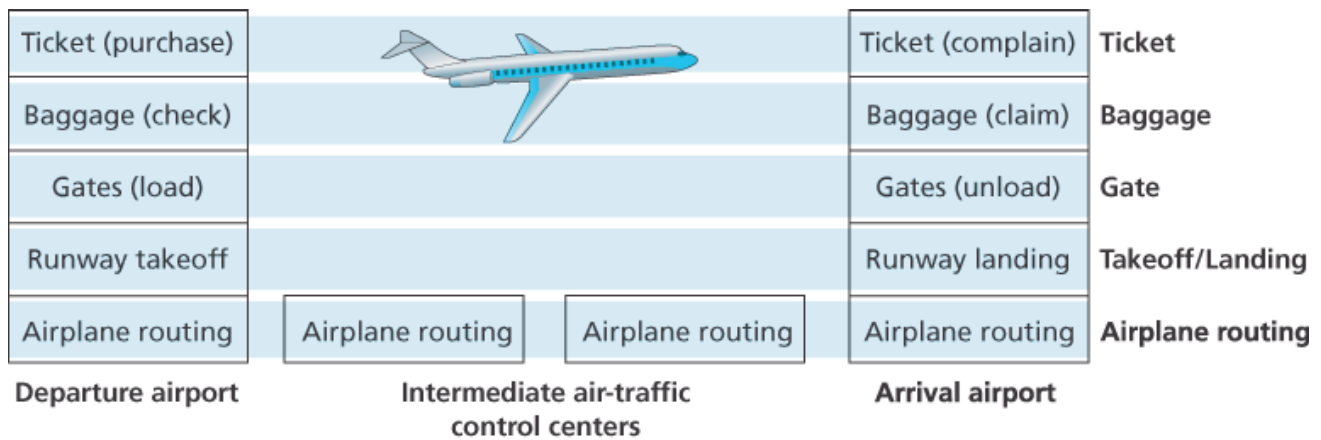 Ticket (purchase)
Ticket (complain)
Ticket
Baggage (check)
Baggage (claim)
Baggage
Gates (load)
Gates (unload)
Gate
Runway takeoff
Runway landing
Takeoff/Landing
Airplane routing
Airplane routing
Airplane routing
Airplane routing
Airplane routing
Departure airport
Intermediate air-traffic
control centers
Arrival airport